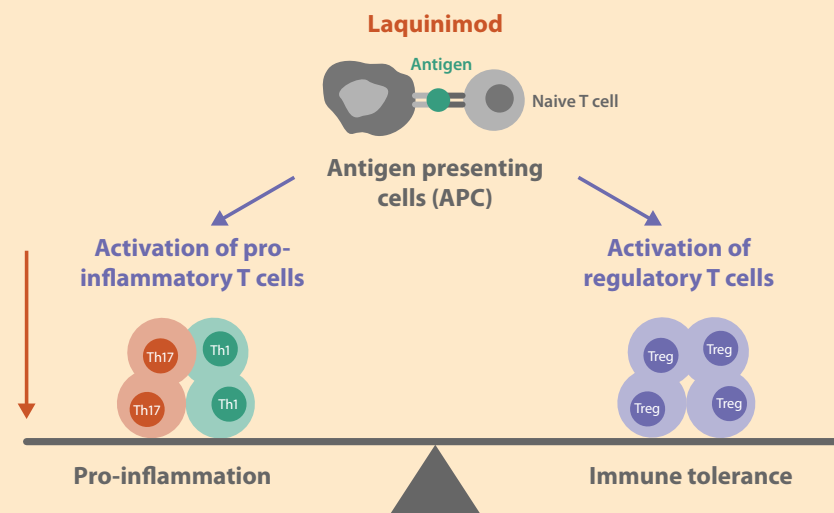 Laquinimod
Antigen
Naive T cell
Antigen presenting
cells (APC)
Activation of pro-
inflammatory T cells
Activation of
regulatory T cells
Th17
Th1
Th17
Th1
Treg
Treg
Treg
Treg
Pro-inflammation
Immune tolerance